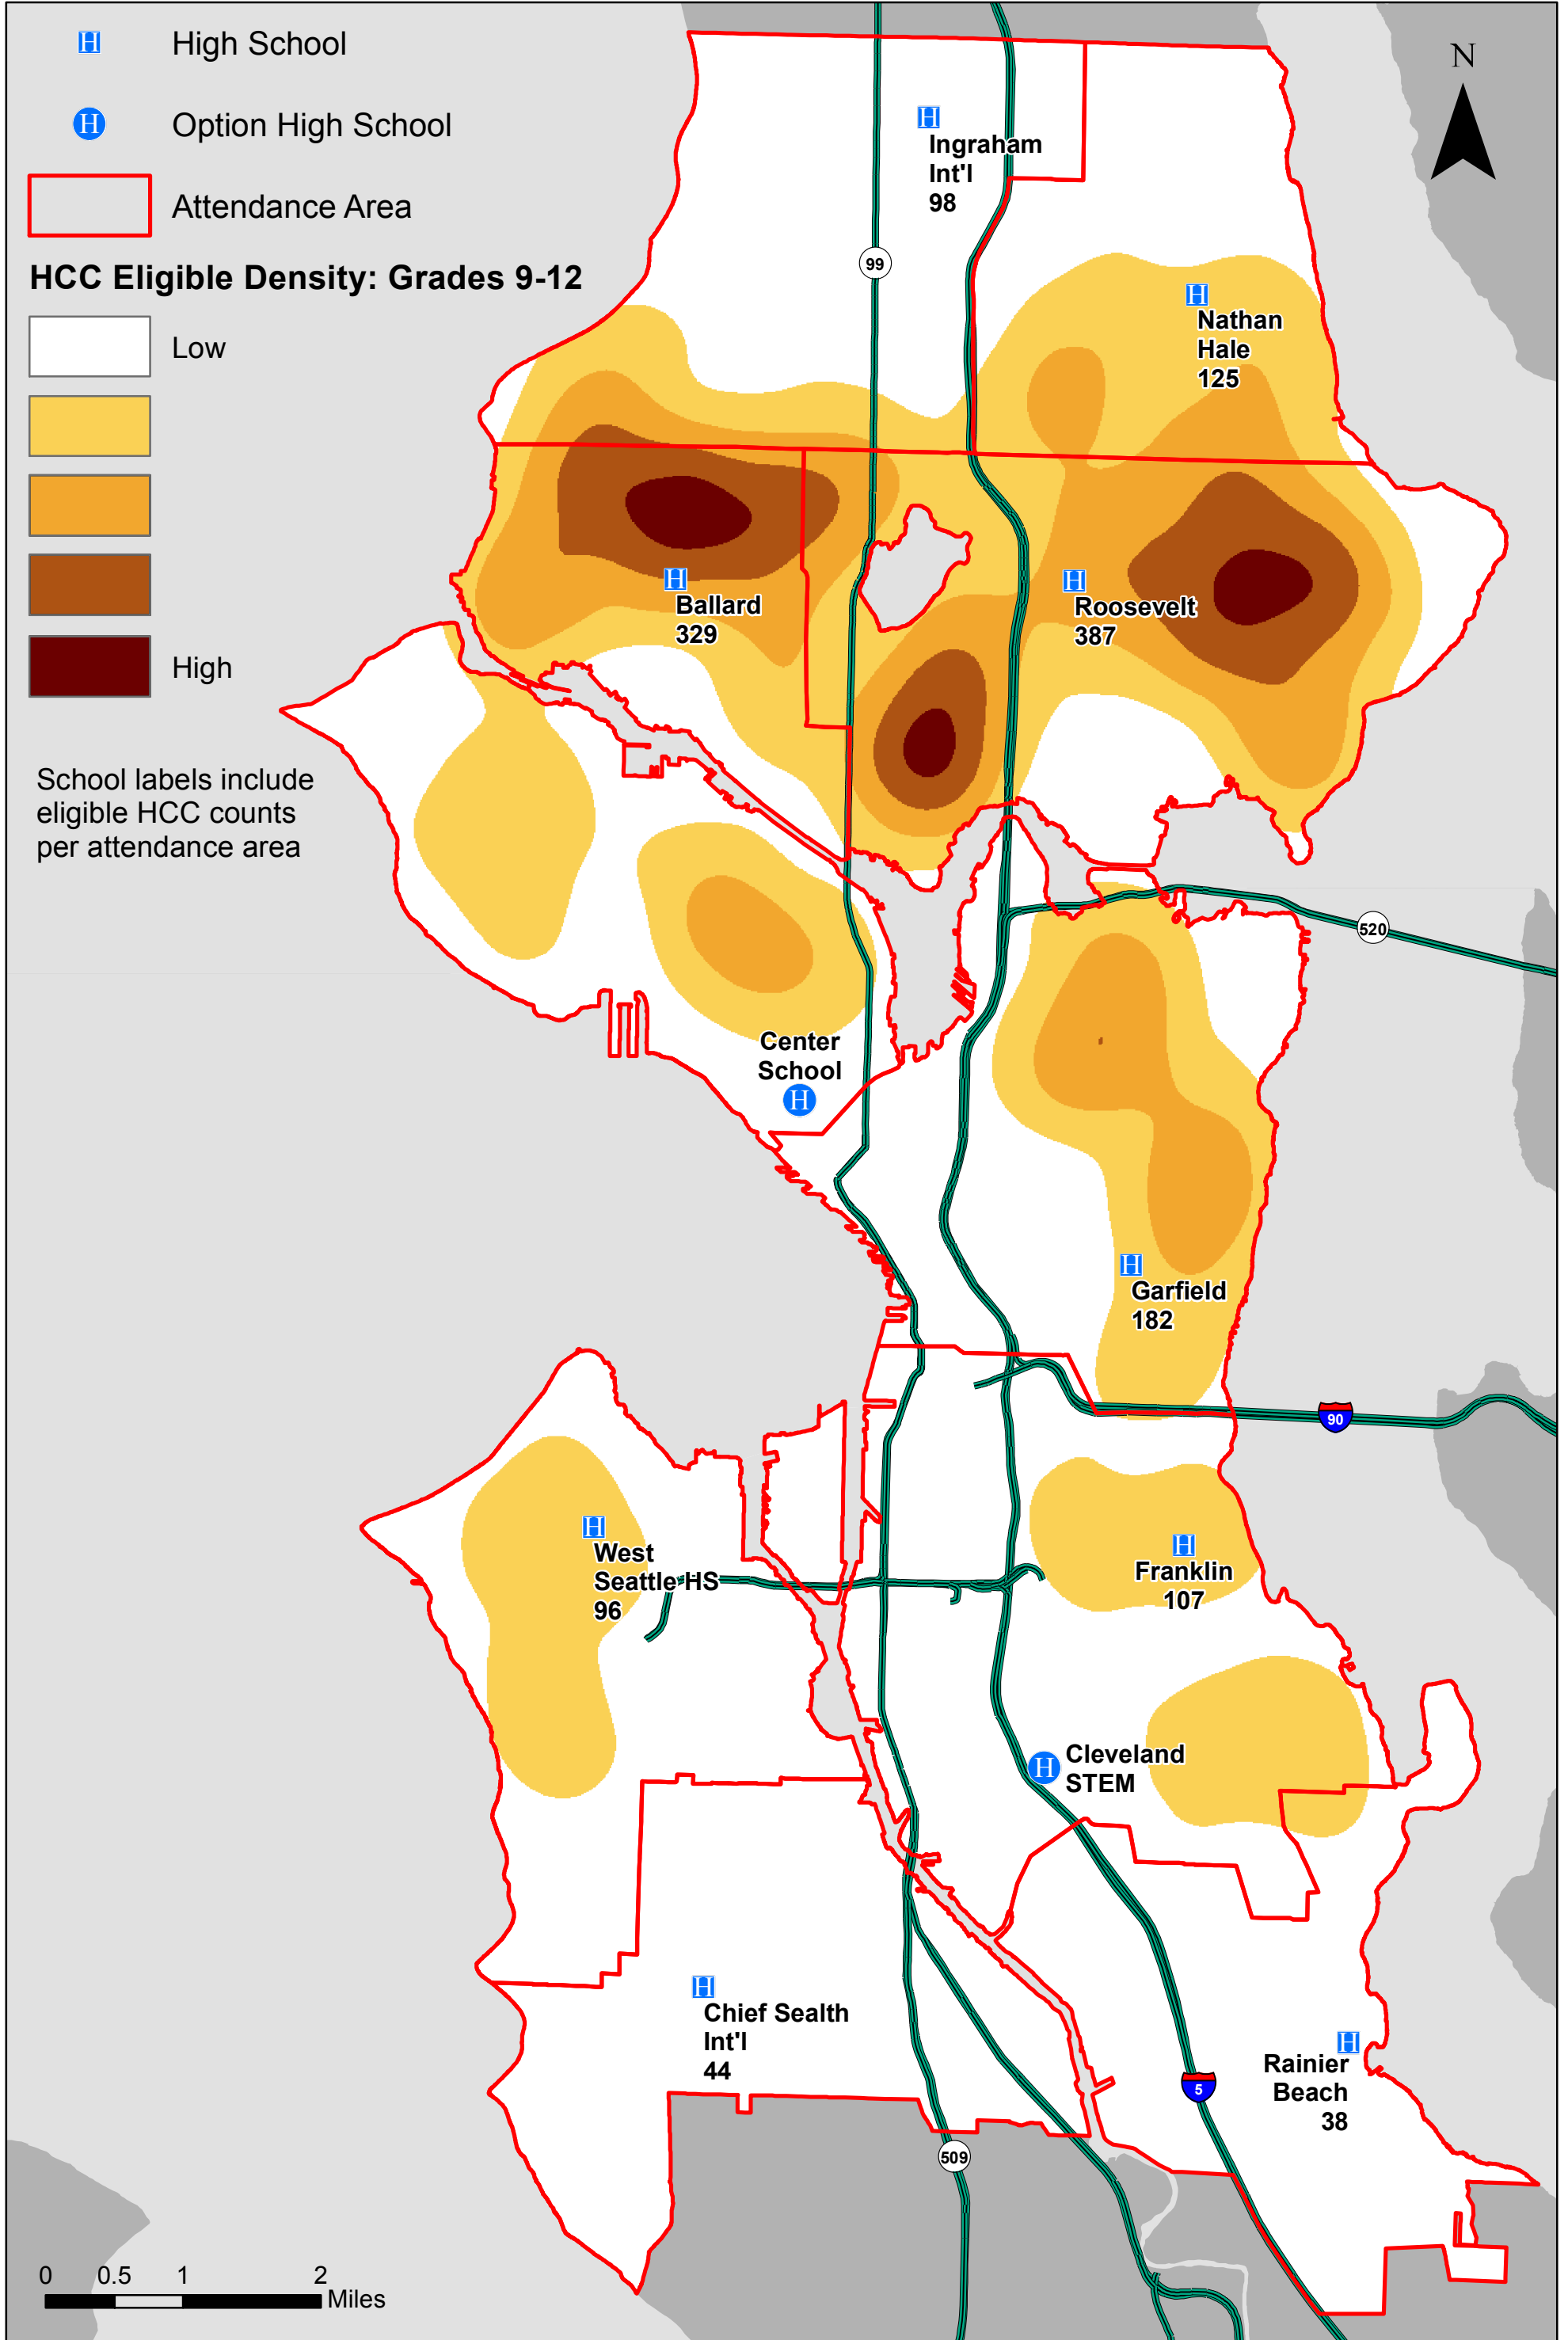 H High School
H Option High School
Attendance Area
HCC Eligible Density: Grades 9-12
Low
High
School labels include
eligible HCC counts
per attendance area
N
H
Ingraham
Int'l
98
99
H
Nathan
Hale
125
H
Ballard
329
H
Roosevelt
387
520
Center
School
H
H
Garfield
182
90
H
West
Seattle HS
96
H
Franklin
107
H Cleveland
STEM
H
Chief Sealth
Int'l
44
H
Rainier
Beach
38
5
509
0 0.5 1 2
Miles